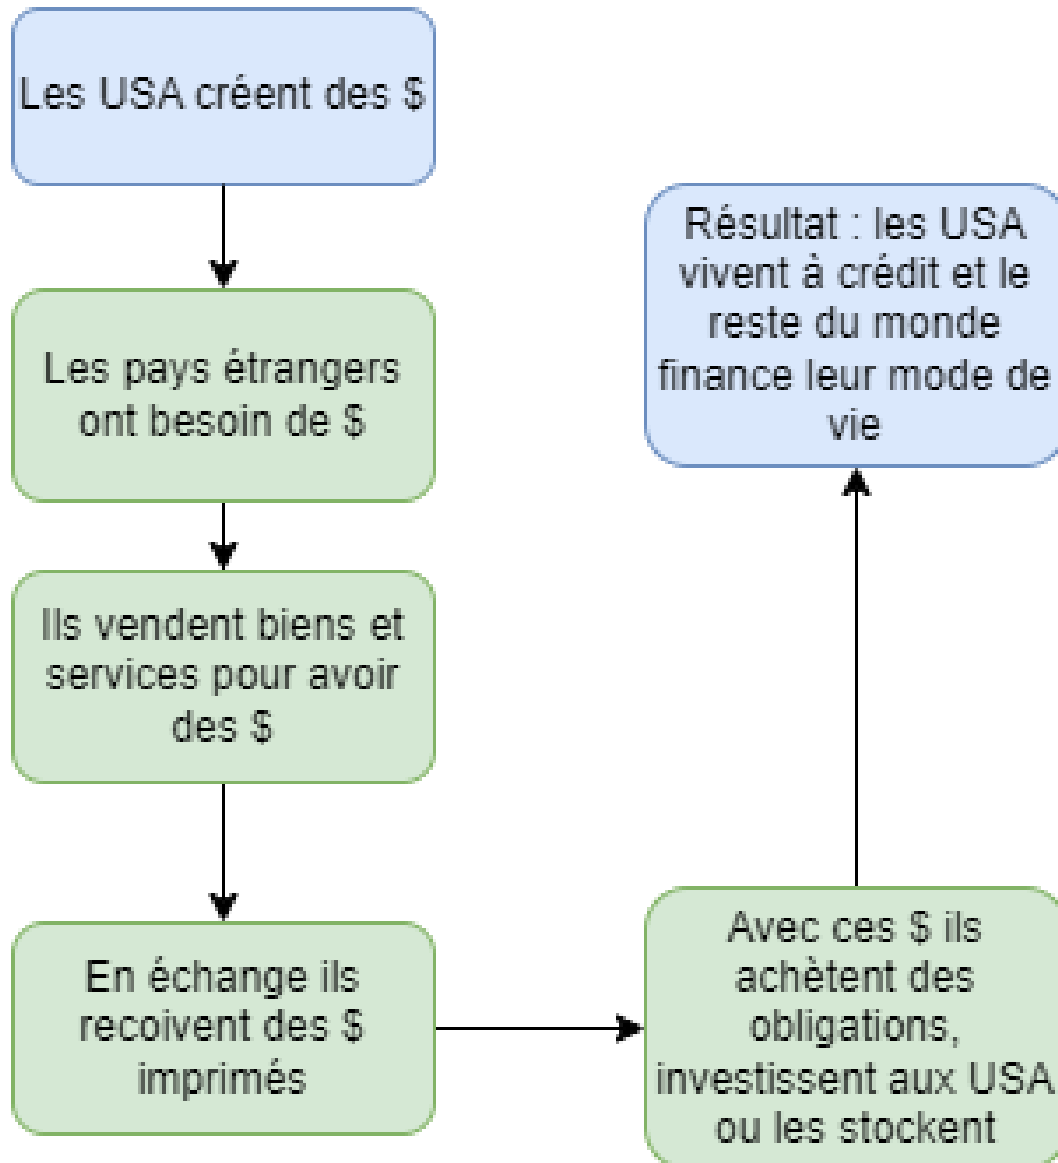 Les USA créent des $
Les pays étrangers
ont besoin de $
Ils vendent biens et
services pour avoir
des $
En échange ils
recoivent des $
imprimés
Avec ces $ ils
achètent des
obligations,
investissent aux USA
ou les stockent
Résultat : les USA
vivent à crédit et le
reste du monde
finance leur mode de
vie